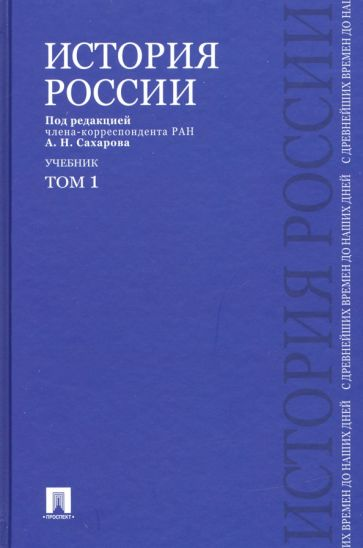 ИСТОРИЯ
РОССИИ
Под редакцией
члена-корреспондента РАН
А. Н. Сахарова
УЧЕБНИК
ТОМ 1
ПРОСПЕКТ
ИСТОРИЯ РОССИИ
ИХ ВРЕМЕН ДО НАШИХ ДНЕЙ С ДРЕВНЕЙШИХ ВРЕМЕН ДО НАШИХ ДНЕЙ С ДРЕВНЕЙШИХ ВРЕМЕН ДО НАШ